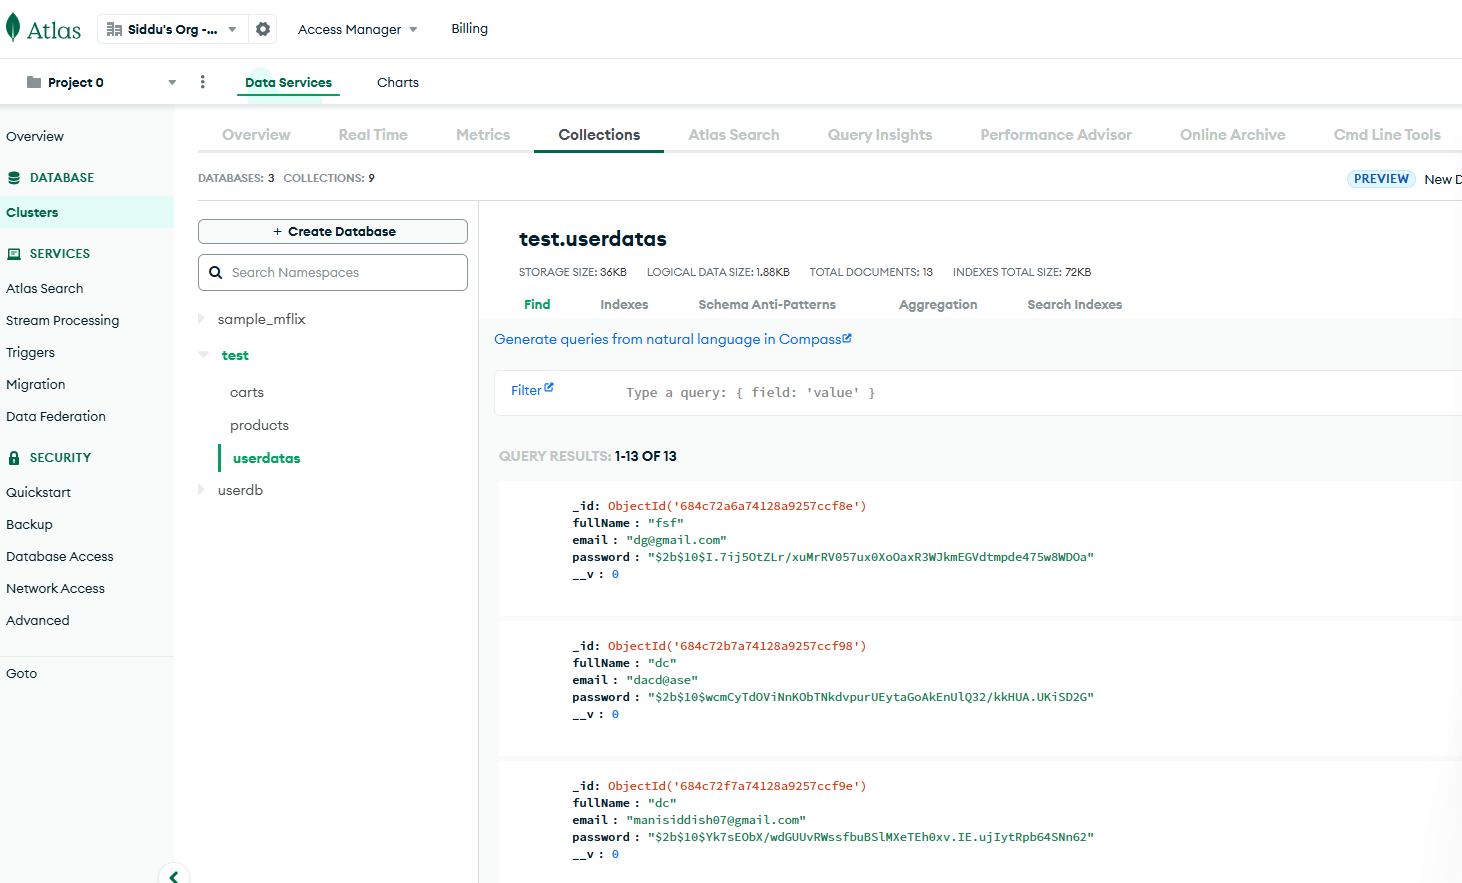 Atlas
Siddu's Org -...
Access Manager
Billing
Project 0
Data Services
Charts
Overview
DATABASE
Clusters
SERVICES
Atlas Search
Stream Processing
Triggers
Migration
Data Federation
SECURITY
Quickstart
Backup
Database Access
Network Access
Advanced
Goto
Overview Real Time Metrics Collections Atlas Search Query Insights Performance Advisor Online Archive Cmd Line Tools
DATABASES: 3 COLLECTIONS: 9
PREVIEW New D
+ Create Database
Search Namespaces
sample_mflix
test
carts
products
userdatas
userdb
test.userdatas
STORAGE SIZE: 36KB LOGICAL DATA SIZE: 1.88KB TOTAL DOCUMENTS: 13 INDEXES TOTAL SIZE: 72KB
Find Indexes Schema Anti-Patterns Aggregation Search Indexes
Generate queries from natural language in Compass
Filter Type a query: { field: 'value' }
QUERY RESULTS: 1-13 OF 13
_id: ObjectId('684c72a6a74128a9257ccf8e')
fullName : "fsf"
email : "dg@gmail.com"
password : "$2b$10$I.7ij5OtZLr/xuMrRV057ux0XoOaxR3WJkmEGVdtmpde475w8WDOa"
__v : 0
_id: ObjectId('684c72b7a74128a9257ccf98')
fullName : "dc"
email : "dacd@ase"
password : "$2b$10$wcmCyTdOViNnKObTNkdvpurUEytaGoAkEnUlQ32/kkHUA.UKiSD2G"
__v : 0
_id: ObjectId('684c72f7a74128a9257ccf9e')
fullName : "dc"
email : "manisiddish07@gmail.com"
password : "$2b$10$Yk7sEObX/wdGUUvRWssfbuBSlMXeTEh0xv.IE.ujIytRpb64SNn62"
__v : 0